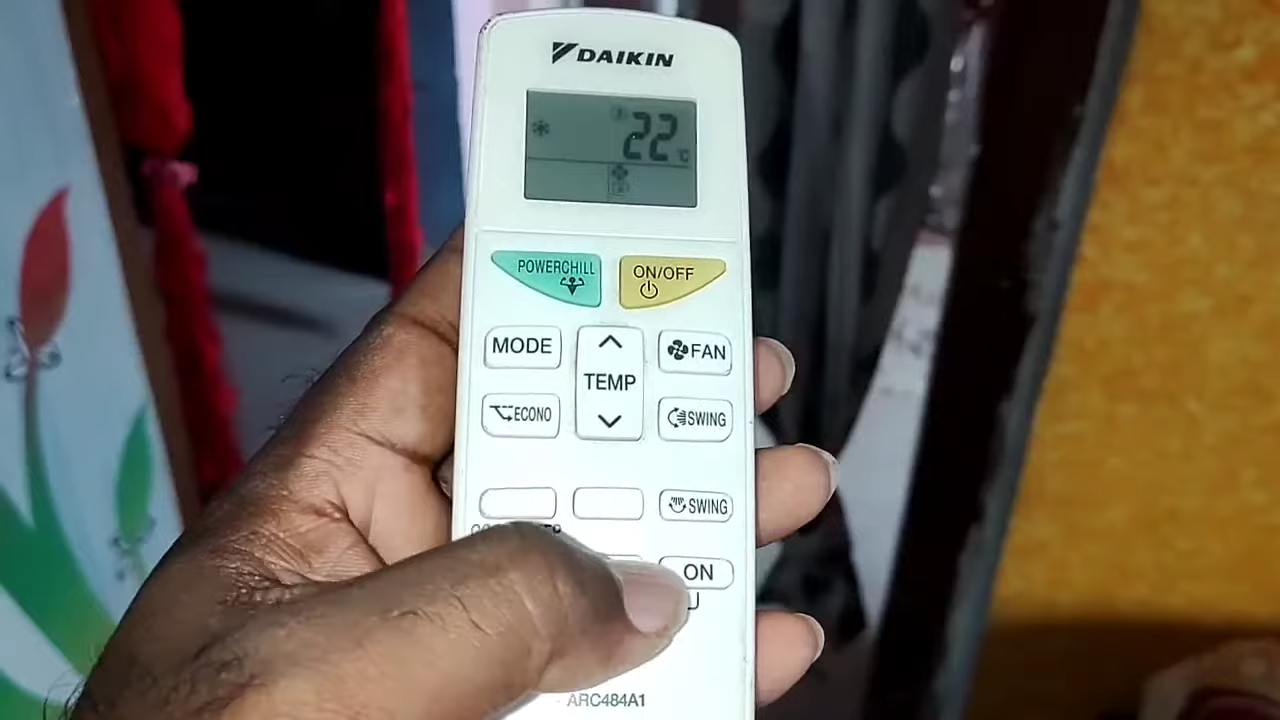 DAIKIN
22 °C
POWERCHILL
ON/OFF
MODE
TEMP
FAN
ECONO
SWING
SWING
ON
ARC484A1